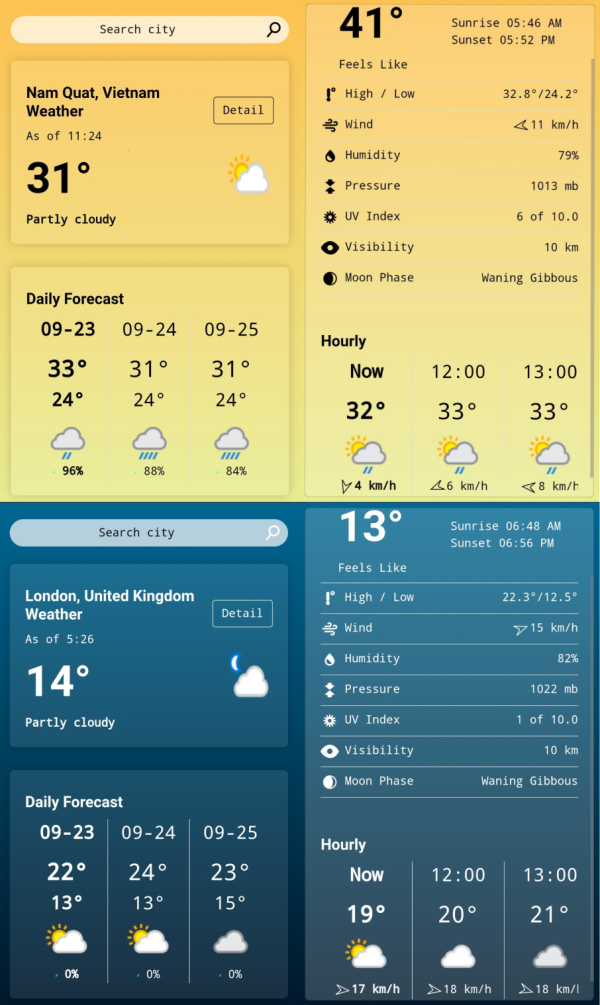 Search city
Nam Quat, Vietnam
Weather
Detail
As of 11:24
31°
Partly cloudy
Daily Forecast
09-23 09-24 09-25
33° 31° 31°
24° 24° 24°
96% 88% 84%
41°
Sunrise 05:46 AM
Sunset 05:52 PM
Feels Like
High / Low 32.8°/24.2°
Wind 11 km/h
Humidity 79%
Pressure 1013 mb
UV Index 6 of 10.0
Visibility 10 km
Moon Phase Waning Gibbous
Hourly
Now 12:00 13:00
32° 33° 33°
4 km/h 6 km/h 8 km/h
Search city
London, United Kingdom
Weather
Detail
As of 5:26
14°
Partly cloudy
Daily Forecast
09-23 09-24 09-25
22° 24° 23°
13° 13° 15°
0% 0% 0%
13°
Sunrise 06:48 AM
Sunset 06:56 PM
Feels Like
High / Low 22.3°/12.5°
Wind 15 km/h
Humidity 82%
Pressure 1022 mb
UV Index 1 of 10.0
Visibility 10 km
Moon Phase Waning Gibbous
Hourly
Now 12:00 13:00
19° 20° 21°
17 km/h 18 km/h 18 km/h